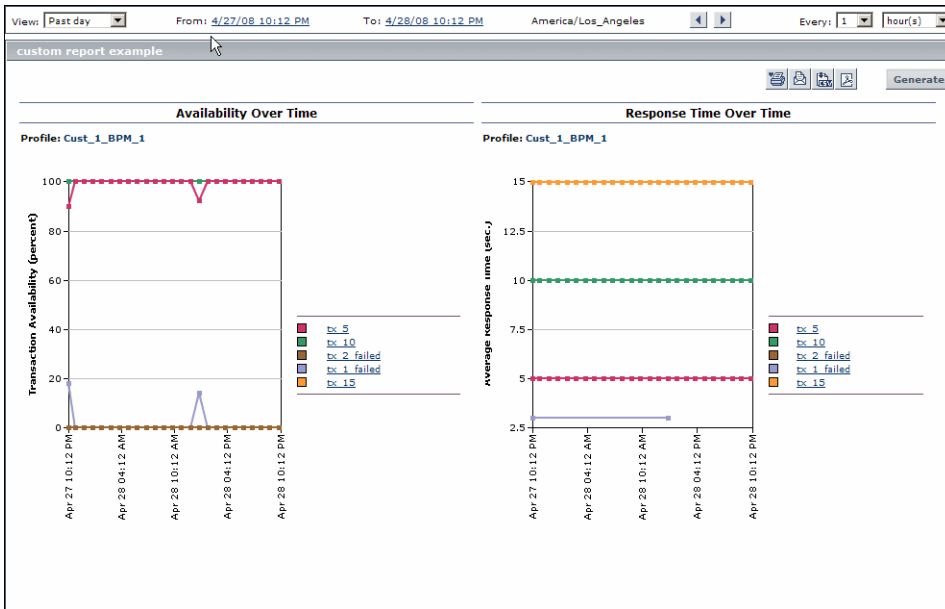 View: Past day From: 4/27/08 10:12 PM To: 4/28/08 10:12 PM America/Los_Angeles Every: 1 hour(s)
custom report example
Generate
Availability Over Time
Profile: Cust_1_BPM_1
Transaction Availability (percent)
100
80
60
40
20
0
Apr 27 10:12 PM
Apr 28 04:12 AM
Apr 28 10:12 AM
Apr 28 04:12 PM
Apr 28 10:12 PM
tx_5
tx_10
tx_2_failed
tx_1_failed
tx_15
Response Time Over Time
Profile: Cust_1_BPM_1
Average Response Time (sec.)
15
12.5
10
7.5
5
2.5
Apr 27 10:12 PM
Apr 28 04:12 AM
Apr 28 10:12 AM
Apr 28 04:12 PM
Apr 28 10:12 PM
tx_5
tx_10
tx_2_failed
tx_1_failed
tx_15